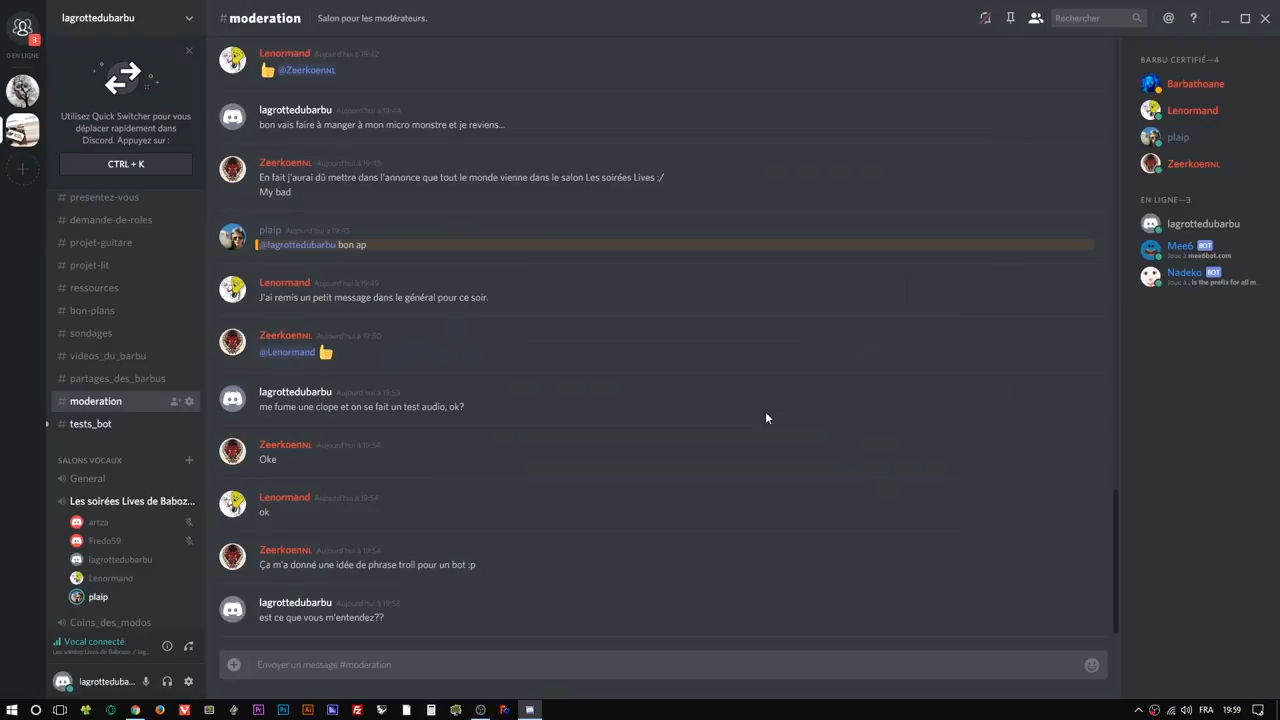 lagrottedubarbu
#moderation
Salon pour les modérateurs.
Rechercher
3
0 EN LIGNE
Utilisez Quick Switcher pour vous
déplacer rapidement dans
Discord. Appuyez sur :
CTRL + K
# presentez-vous
# demande-de-roles
# projet-guitare
# projet-lit
# ressources
# bon-plans
# sondages
# videos_du_barbu
# partages_des_barbus
# moderation
# tests_bot
SALONS VOCAUX
General
Les soirées Lives de Baboz...
artza
Fredo59
lagrottedubarbu
Lenormand
plaip
Coins_des_modos
Vocal connecté
lagrotteduba...
Lenormand Aujourd'hui à 19:42
@ZeerkoenNL
lagrottedubarbu Aujourd'hui à 19:44
bon vais faire à manger à mon micro monstre et je reviens...
ZeerkoenNL Aujourd'hui à 19:45
En fait j'aurai dû mettre dans l'annonce que tout le monde vienne dans le salon Les soirées Lives :/
My bad
plaip Aujourd'hui à 19:45
@lagrottedubarbu bon ap
Lenormand Aujourd'hui à 19:49
J'ai remis un petit message dans le général pour ce soir.
ZeerkoenNL Aujourd'hui à 19:50
@Lenormand
lagrottedubarbu Aujourd'hui à 19:53
me fume une clope et on se fait un test audio, ok?
ZeerkoenNL Aujourd'hui à 19:54
Oke
Lenormand Aujourd'hui à 19:54
ok
ZeerkoenNL Aujourd'hui à 19:54
Ça m'a donné une idée de phrase troll pour un bot :p
lagrottedubarbu Aujourd'hui à 19:58
est ce que vous m'entendez??
Envoyer un message #moderation
BARBU CERTIFIÉ—4
Barbathoane
Lenormand
plaip
ZeerkoenNL
EN LIGNE—3
lagrottedubarbu
Mee6 BOT
Joue à mee6bot.com
Nadeko BOT
Joue à . is the prefix for all m...
FRA
19:59